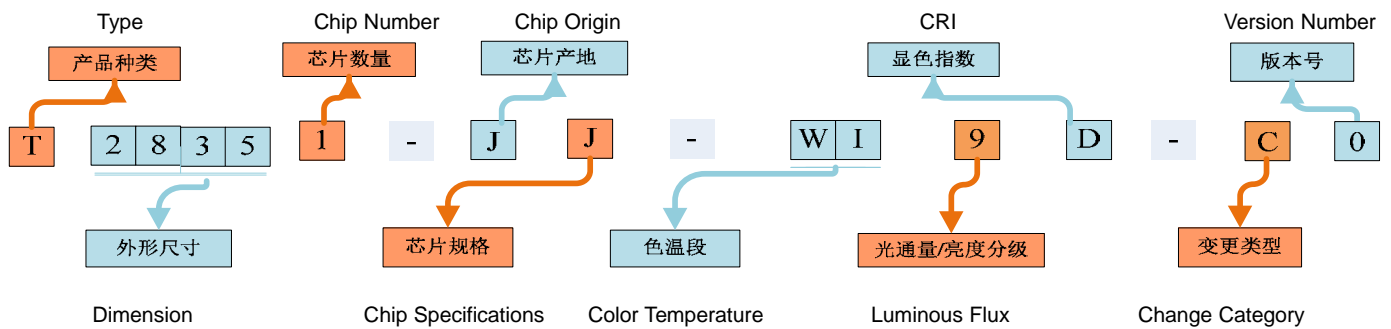 Type Chip Number Chip Origin CRI Version Number
产品种类 芯片数量 芯片产地 显色指数 版本号
T 2 8 3 5 1 - J J - W I 9 D - C 0
外形尺寸 芯片规格 色温段 光通量/亮度分级 变更类型
Dimension Chip Specifications Color Temperature Luminous Flux Change Category